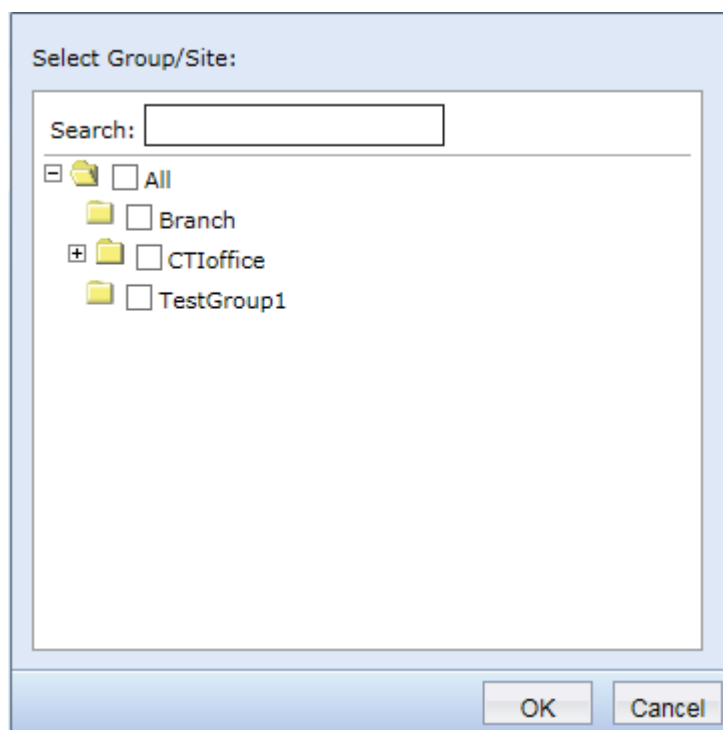 Select Group/Site:
Search:
All
Branch
CTIoffice
TestGroup1
OK Cancel